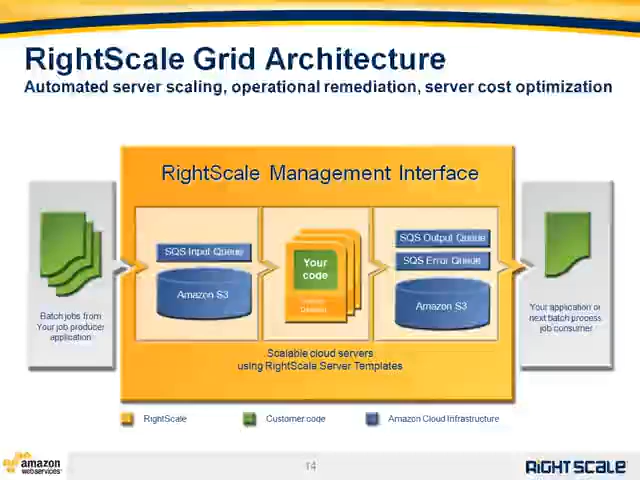 RightScale Grid Architecture
Automated server scaling, operational remediation, server cost optimization
RightScale Management Interface
Batch jobs from
Your job producer
application
SQS Input Queue
Amazon S3
Your
code
SQS Output Queue
SQS Error Queue
Amazon S3
Your application or
next batch process
job consumer
Scalable cloud servers
using RightScale Server Templates
RightScale
Customer code
Amazon Cloud Infrastructure
amazon
webservices
14
RIGHTSCALE